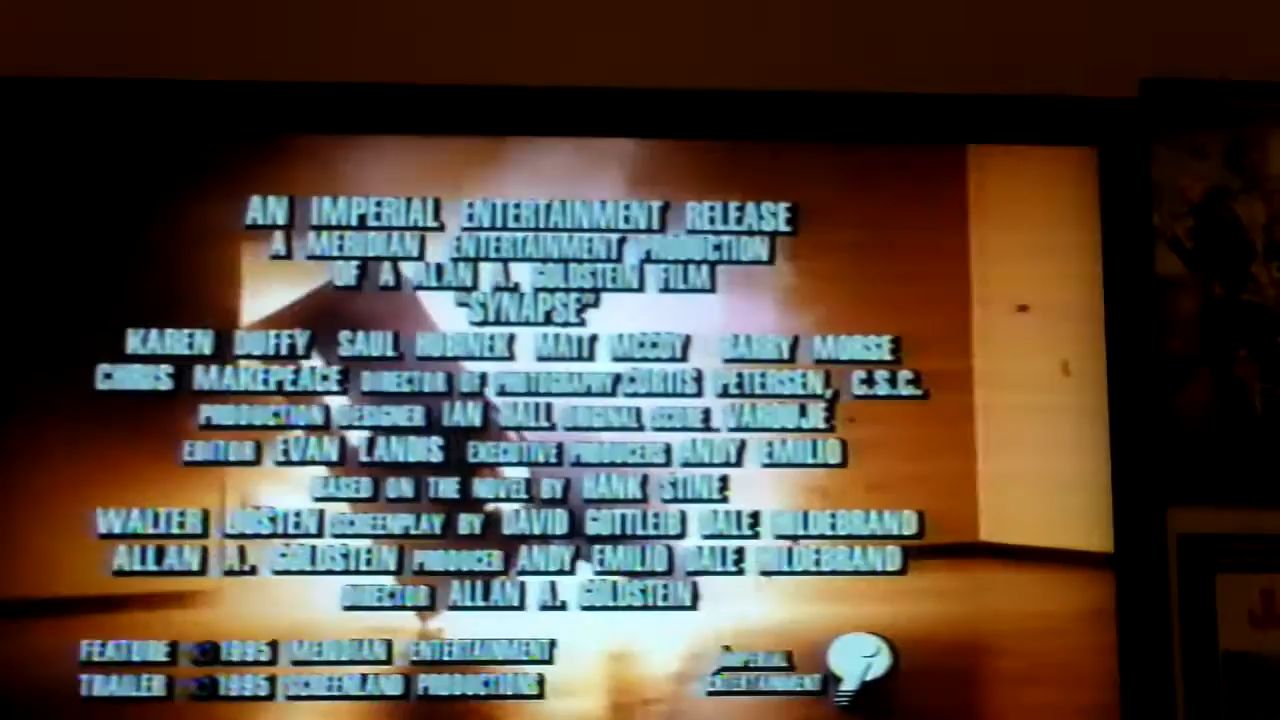 AN IMPERIAL ENTERTAINMENT RELEASE
A MERIDIAN ENTERTAINMENT PRODUCTION
OF A ALAN A. GOLDSTEIN FILM
"SYNAPSE"
KAREN DUFFY SAUL RUBINEK MATT MCCOY BARRY MORSE
CHRIS MAKEPEACE DIRECTOR OF PHOTOGRAPHY CURTIS PETERSEN, C.S.C.
PRODUCTION DESIGNER IAN HALL ORIGINAL SCORE VAROUJE
EDITOR EVAN LANDIS EXECUTIVE PRODUCERS ANDY EMILIO
BASED ON THE NOVEL BY HANK STINE
WALTER JOSTEN SCREENPLAY BY DAVID GOTTLEIB DALE HILDEBRAND
ALLAN A. GOLDSTEIN PRODUCER ANDY EMILIO DALE HILDEBRAND
DIRECTOR ALLAN A. GOLDSTEIN
FEATURE © 1995 MERIDIAN ENTERTAINMENT
TRAILER © 1995 SCREENLAND PRODUCTIONS
IMPERIAL
ENTERTAINMENT